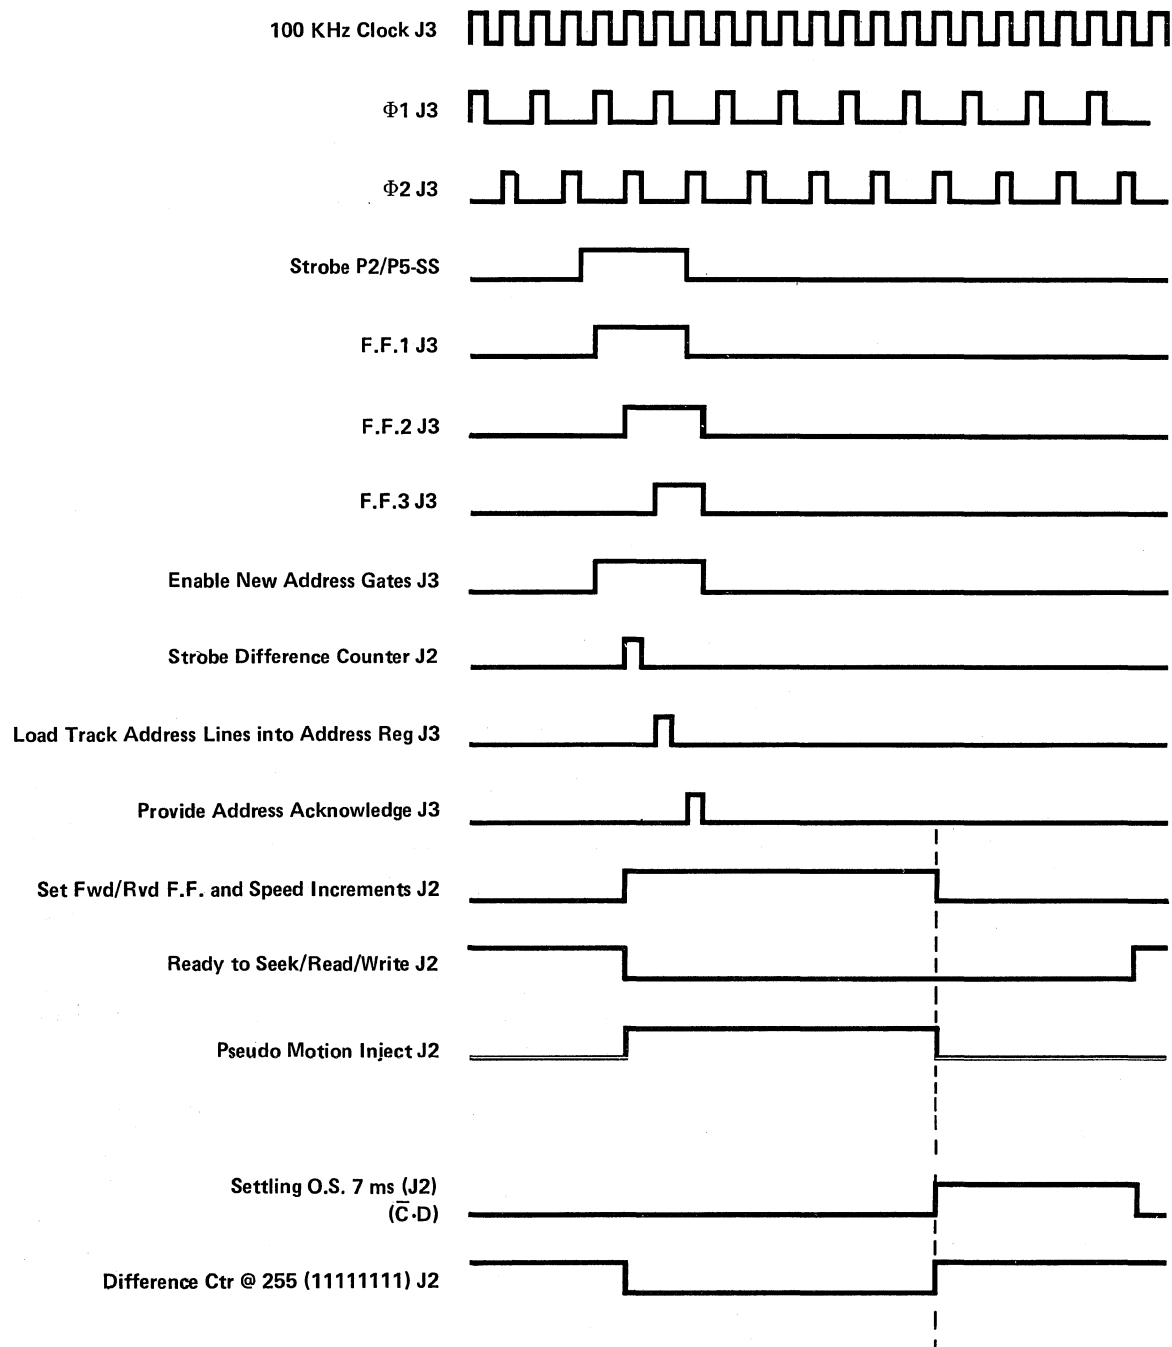 100 KHz Clock J3
Φ1 J3
Φ2 J3
Strobe P2/P5-SS
F.F.1 J3
F.F.2 J3
F.F.3 J3
Enable New Address Gates J3
Strobe Difference Counter J2
Load Track Address Lines into Address Reg J3
Provide Address Acknowledge J3
Set Fwd/Rvd F.F. and Speed Increments J2
Ready to Seek/Read/Write J2
Pseudo Motion Inject J2
Settling O.S. 7 ms (J2)
(C̅·D)
Difference Ctr @ 255 (11111111) J2